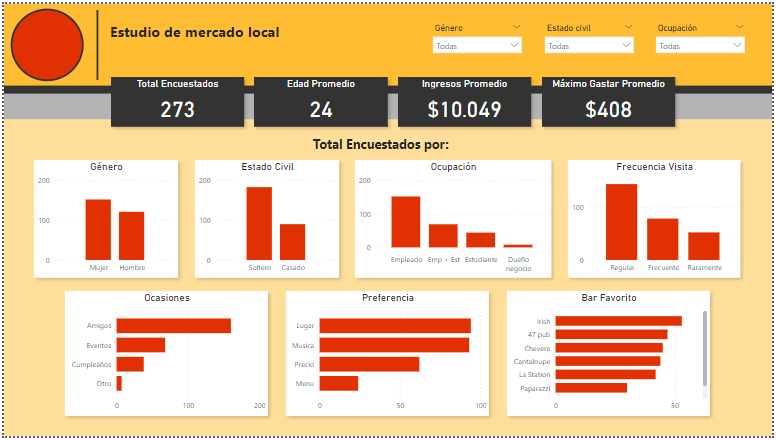 Estudio de mercado local
Género
Estado civil
Ocupación
Todas
Todas
Todas
Total Encuestados
Edad Promedio
Ingresos Promedio
Máximo Gastar Promedio
273
24
$10.049
$408
Total Encuestados por:
Género
200
100
0
Mujer Hombre
Estado Civil
200
100
0
Soltero Casado
Ocupación
200
100
0
Empleado Emp y Est Estudiante Dueño
negocio
Frecuencia Visita
100
0
Regular Frecuente Raramente
Ocasiones
Amigos
Eventos
Cumpleaños
Otro
0 100 200
Preferencia
Lugar
Musica
Precio
Menu
0 50 100
Bar Favorito
Irish
47 pub
Chevere
Cantaloupe
La Station
Paparazzi
0 50